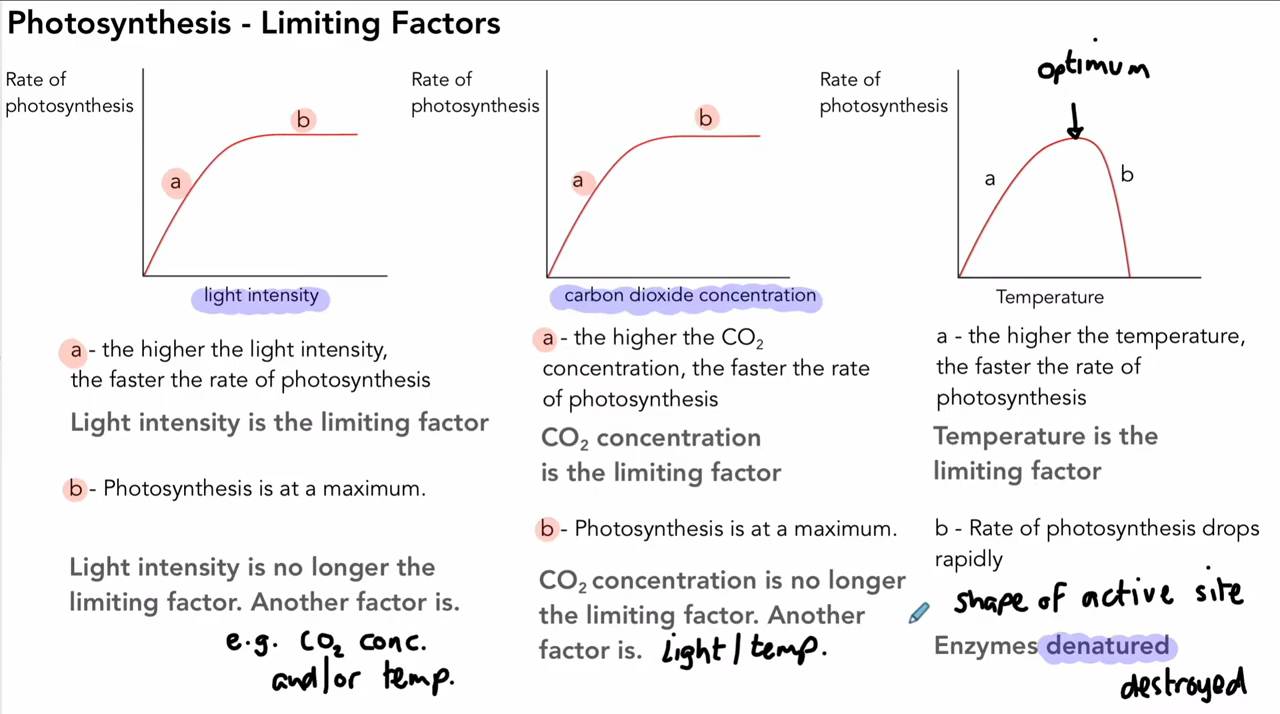 Photosynthesis - Limiting Factors
Rate of
photosynthesis
a
b
light intensity
a - the higher the light intensity,
the faster the rate of photosynthesis
Light intensity is the limiting factor
b - Photosynthesis is at a maximum.
Light intensity is no longer the
limiting factor. Another factor is.
e.g. CO₂ conc.
and/or temp.
Rate of
photosynthesis
a
b
carbon dioxide concentration
a - the higher the CO₂
concentration, the faster the rate
of photosynthesis
CO₂ concentration
is the limiting factor
b - Photosynthesis is at a maximum.
CO₂ concentration is no longer
the limiting factor. Another
factor is. Light / temp.
Rate of
photosynthesis
optimum
a
b
Temperature
a - the higher the temperature,
the faster the rate of
photosynthesis
Temperature is the
limiting factor
b - Rate of photosynthesis drops
rapidly
shape of active site
Enzymes denatured
destroyed